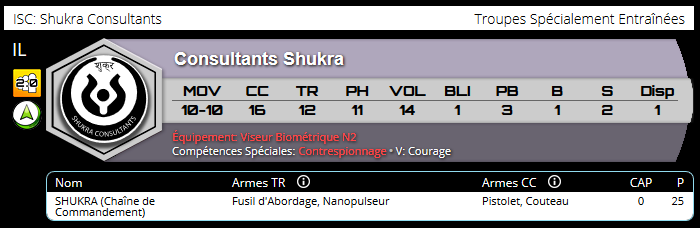 ISC: Shukra Consultants Troupes Spécialement Entraînées
IL
शुक्र
SHUKRA CONSULTANTS
Consultants Shukra
MOV CC TR PH VOL BLI PB B S Disp
10-10 16 12 11 14 1 3 1 2 1
Équipement: Viseur Biométrique N2
Compétences Spéciales: Contrespionnage • V: Courage
Nom Armes TR Armes CC CAP P
SHUKRA (Chaîne de Commandement) Fusil d'Abordage, Nanopulseur Pistolet, Couteau 0 25